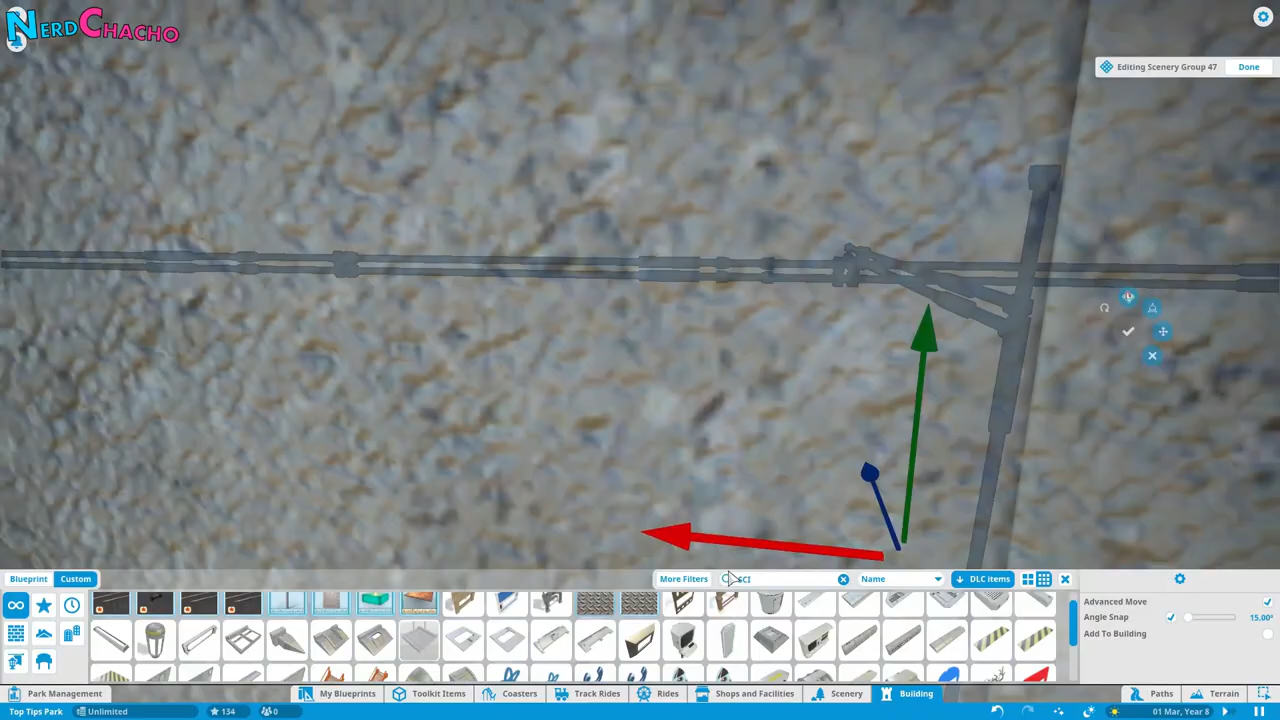 NERDCHACHO
Editing Scenery Group 47
Done
Blueprint
Custom
More Filters
SCI
Name
DLC items
Advanced Move
Angle Snap
15.00°
Add To Building
Park Management
My Blueprints
Toolkit Items
Coasters
Track Rides
Rides
Shops and Facilities
Scenery
Building
Paths
Terrain
Top Tips Park
Unlimited
134
0
01 Mar, Year 8